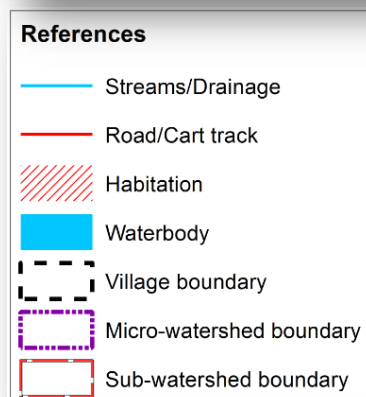 References
Streams/Drainage
Road/Cart track
Habitation
Waterbody
Village boundary
Micro-watershed boundary
Sub-watershed boundary